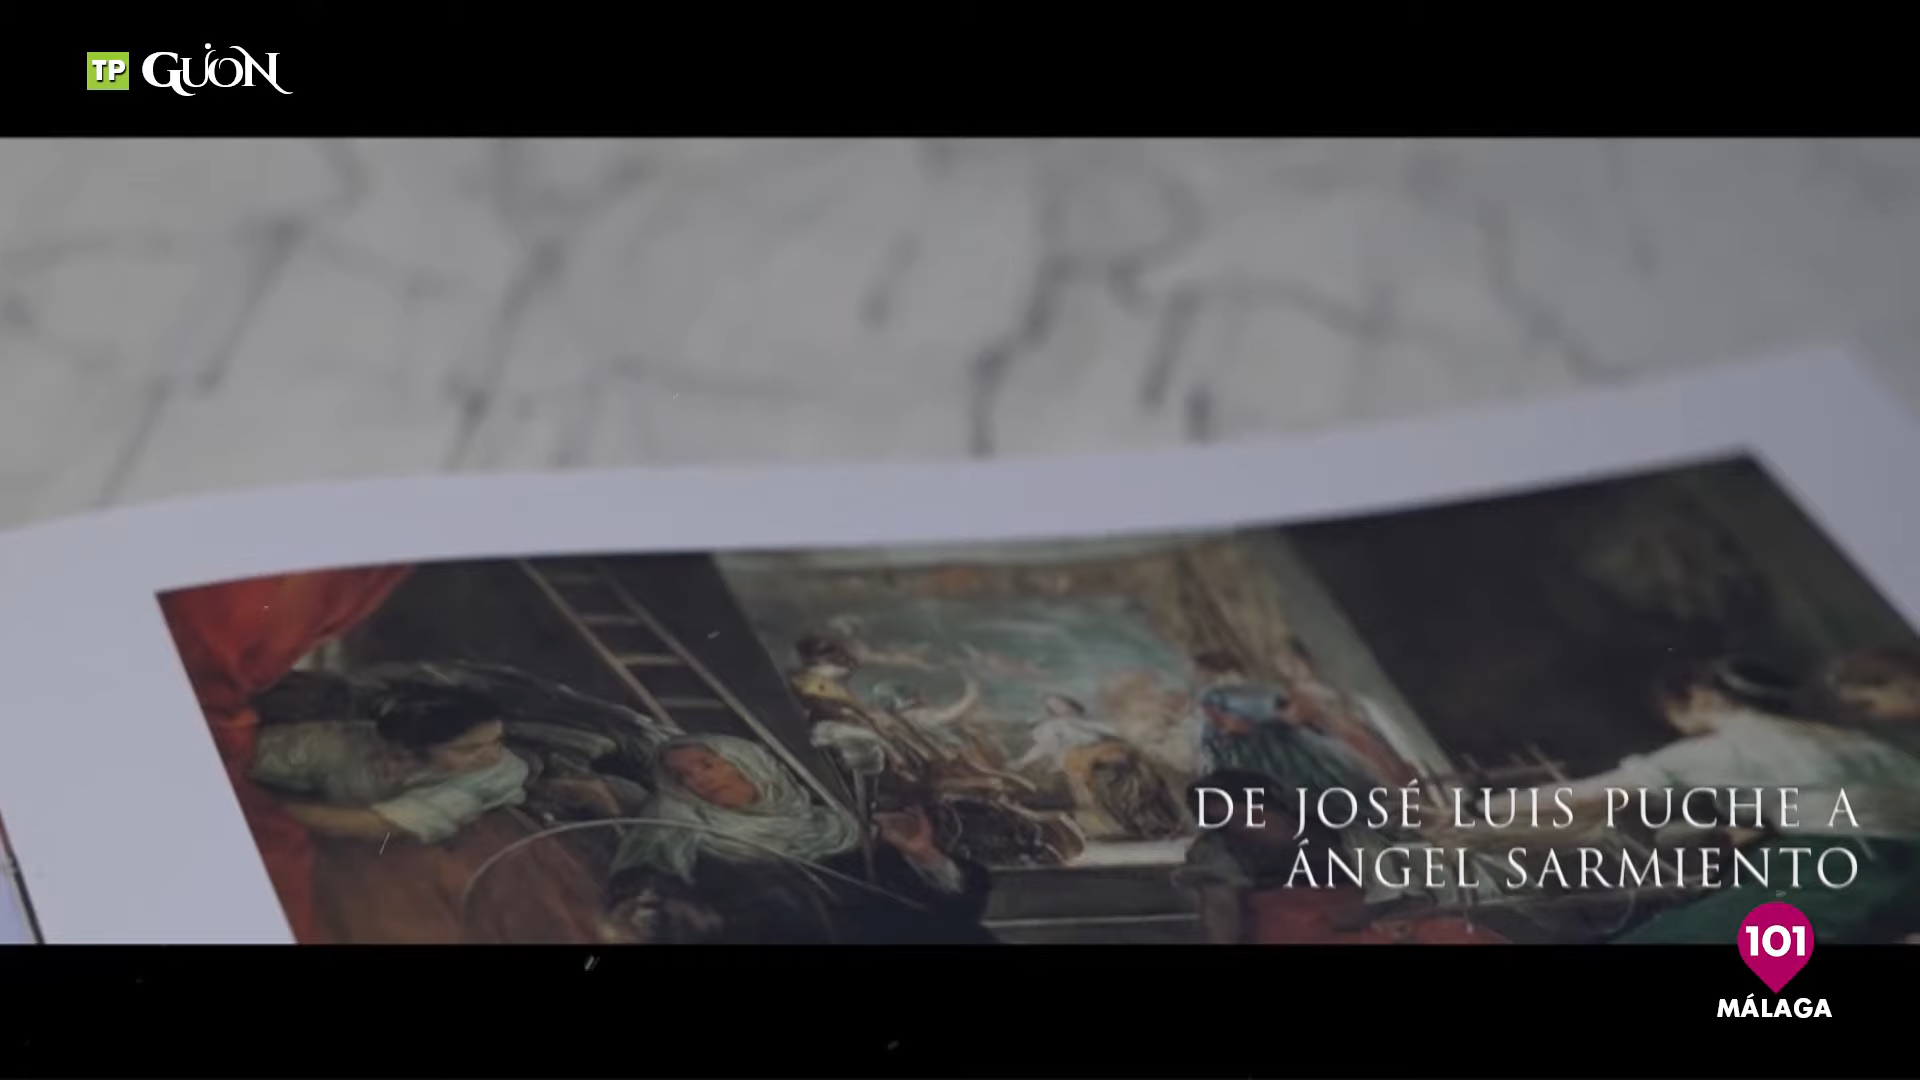 TP GUION
DE JOSÉ LUIS PUCHE A
ÁNGEL SARMIENTO
101
MÁLAGA